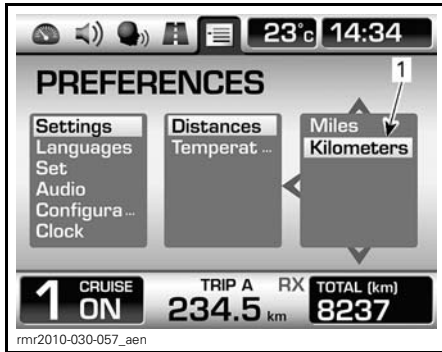 23°c 14:34
1
PREFERENCES
Settings
Languages
Set
Audio
Configura...
Clock
Distances
Temperat...
Miles
Kilometers
1 CRUISE ON
TRIP A
234.5 km
RX
TOTAL (km)
8237
rmr2010-030-057_aen